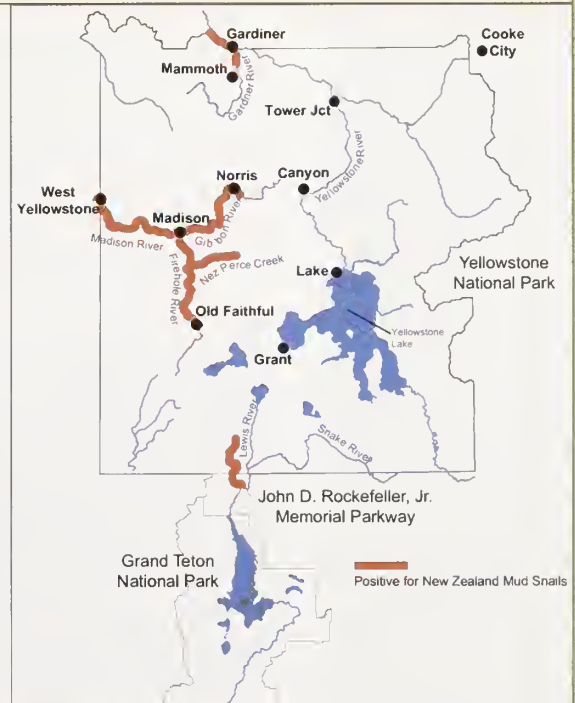 Gardiner
Cooke
City
Mammoth
Gardner River
Tower Jct
Yellowstone River
Norris
Canyon
West
Yellowstone
Madison
Madison River
Gibbon River
Nez Perce Creek
Firehole River
Lake
Yellowstone
National Park
Old Faithful
Yellowstone
Lake
Grant
Lewis River
Snake River
John D. Rockefeller, Jr.
Memorial Parkway
Grand Teton
National Park
Positive for New Zealand Mud Snails